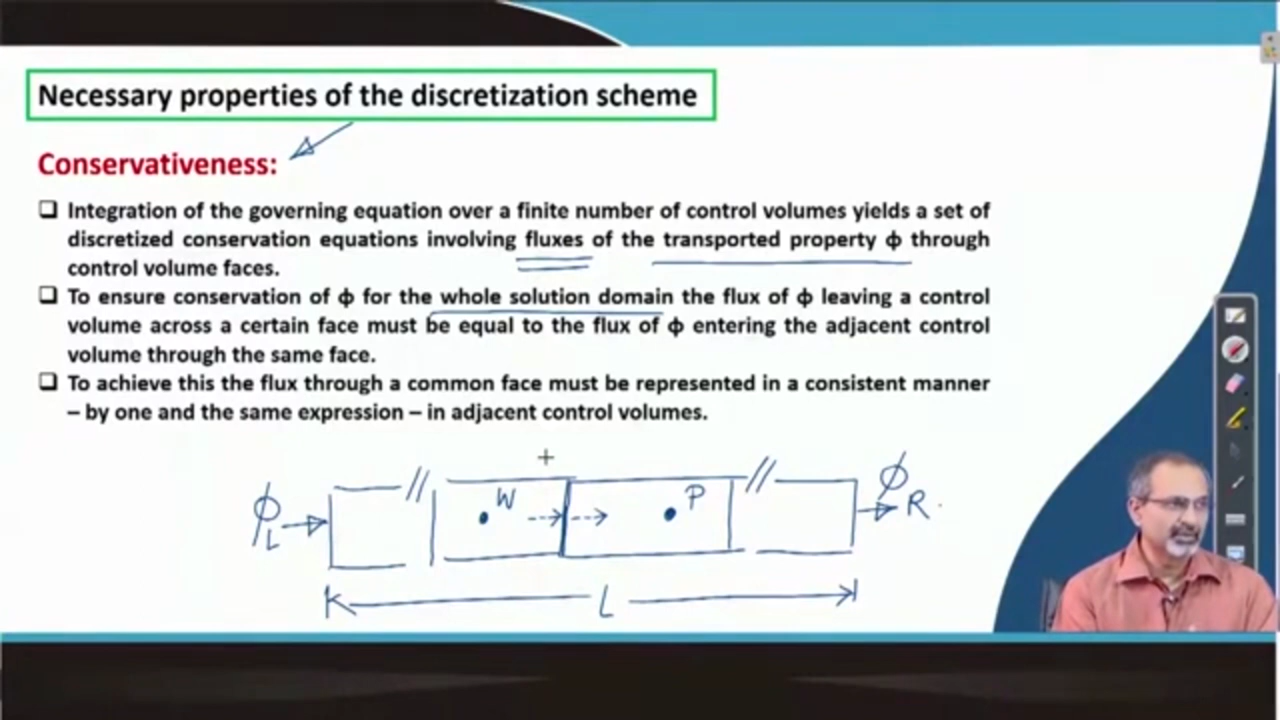 Necessary properties of the discretization scheme
Conservativeness:
❑ Integration of the governing equation over a finite number of control volumes yields a set of
discretized conservation equations involving fluxes of the transported property ϕ through
control volume faces.
❑ To ensure conservation of ϕ for the whole solution domain the flux of ϕ leaving a control
volume across a certain face must be equal to the flux of ϕ entering the adjacent control
volume through the same face.
❑ To achieve this the flux through a common face must be represented in a consistent manner
– by one and the same expression – in adjacent control volumes.
ϕL W P ϕR
L